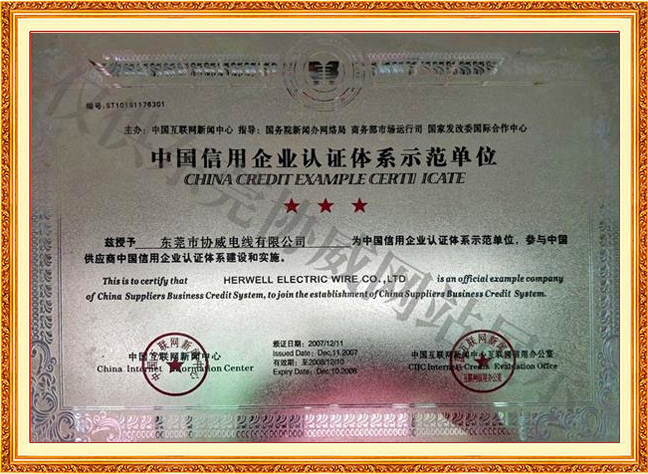 编号:ST10191176301
主办：中国互联网新闻中心 指导：国务院新闻办网络局 商务部市场运行司 国家发改委国际合作中心
中国信用企业认证体系示范单位
CHINA CREDIT EXAMPLE CERTIFICATE
兹授予 东莞市协威电线有限公司 为中国信用企业认证体系示范单位，参与中国
供应商中国信用企业认证体系建设和实施。
This is to certify that HERWELL ELECTRIC WIRE CO.,LTD is an official example company
of China Suppliers Business Credit System, to join the establishment of China Suppliers Business Credit System.
中国互联网新闻中心
China Internet Information Center
颁证日期：2007/12/11
Issued Date: Dec,11,2007
有效期至：2008/12/10
Expiry Date: Dec,10,2008
中国互联网新闻中心互联网信用办公室
CIIC Internet Credit Evaluation Office